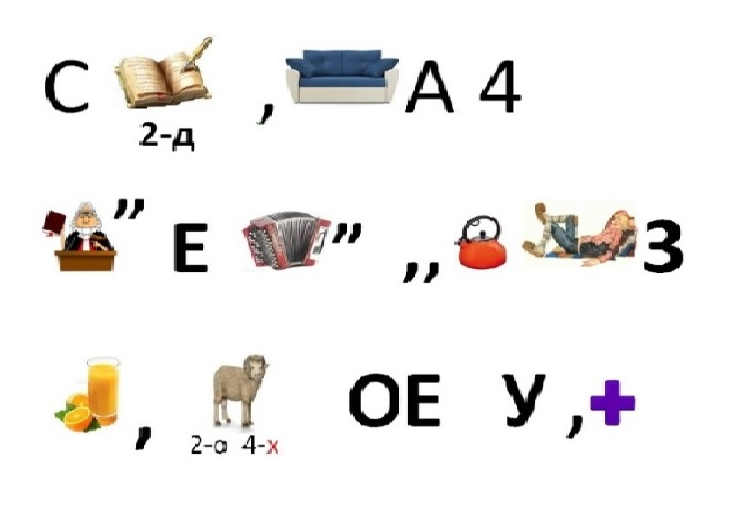 С , А 4
2-д
” Е ” ,, З
, ОЕ У ,+
2-о 4-х